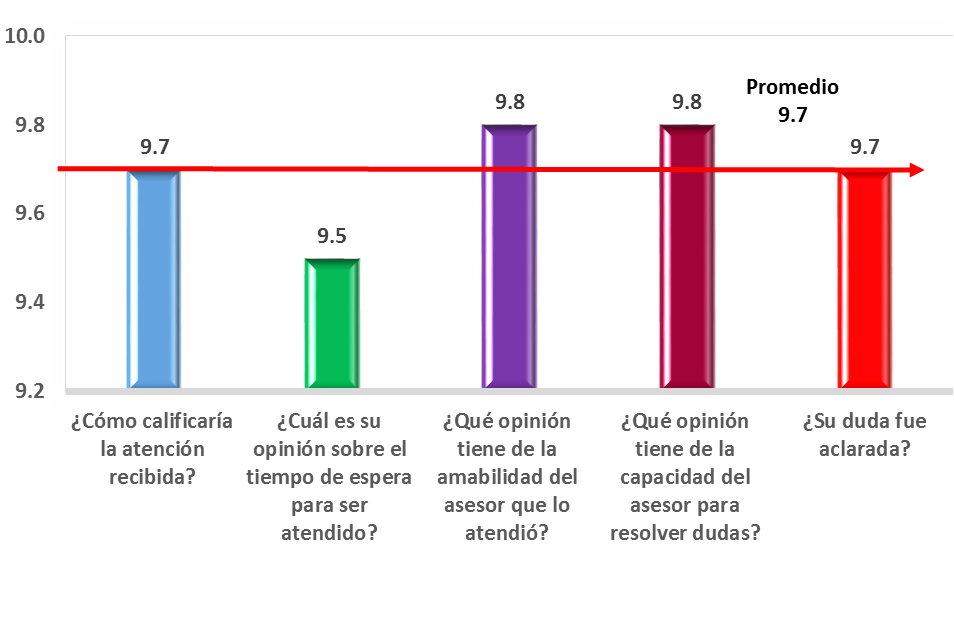 10.0
9.8
9.6
9.4
9.2
9.7
9.5
9.8
9.8
9.7
Promedio
9.7
¿Cómo calificaría
la atención
recibida?
¿Cuál es su
opinión sobre el
tiempo de espera
para ser
atendido?
¿Qué opinión
tiene de la
amabilidad del
asesor que lo
atendió?
¿Qué opinión
tiene de la
capacidad del
asesor para
resolver dudas?
¿Su duda fue
aclarada?